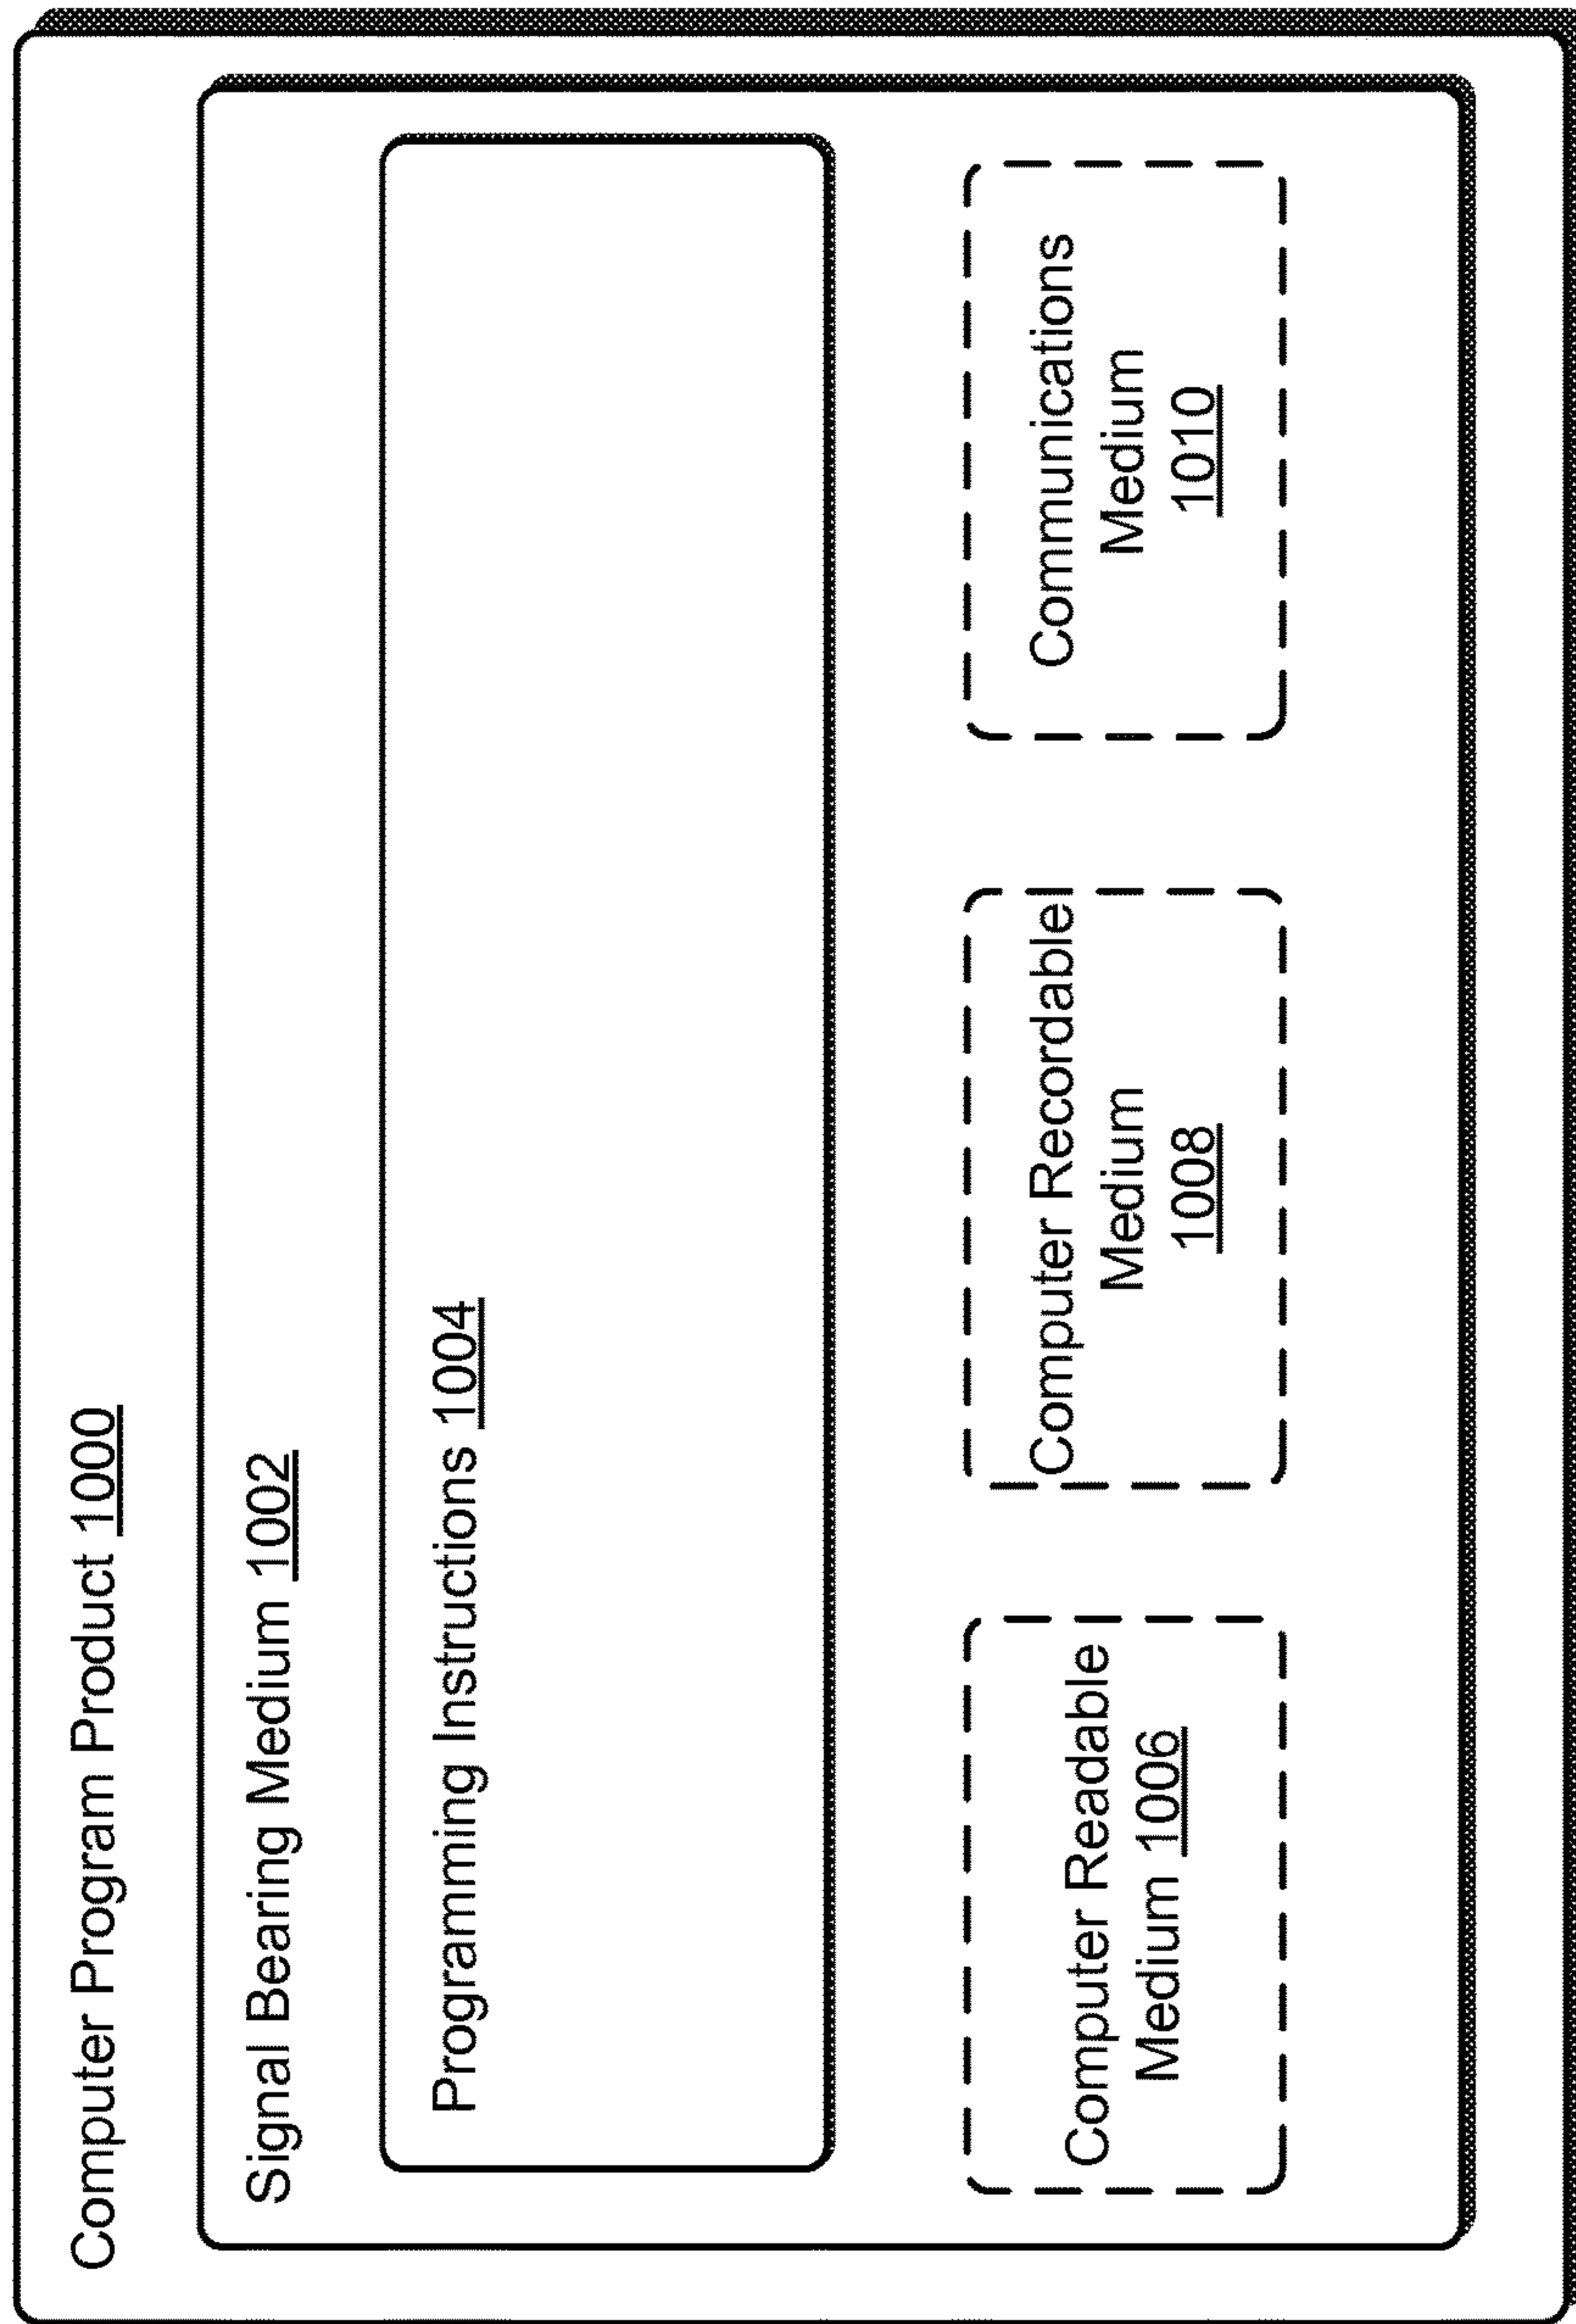 Computer Program Product 1000
Signal Bearing Medium 1002
Programming Instructions 1004
Computer Readable
Medium 1006
Computer Recordable
Medium
1008
Communications
Medium
1010